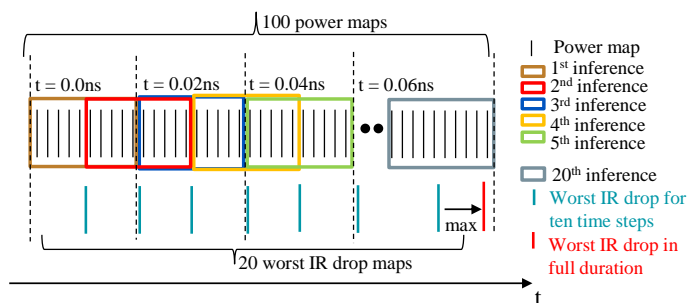 100 power maps
t = 0.0ns
t = 0.02ns
t = 0.04ns
t = 0.06ns
max
20 worst IR drop maps
t
Power map
1st inference
2nd inference
3rd inference
4th inference
5th inference
20th inference
Worst IR drop for
ten time steps
Worst IR drop in
full duration